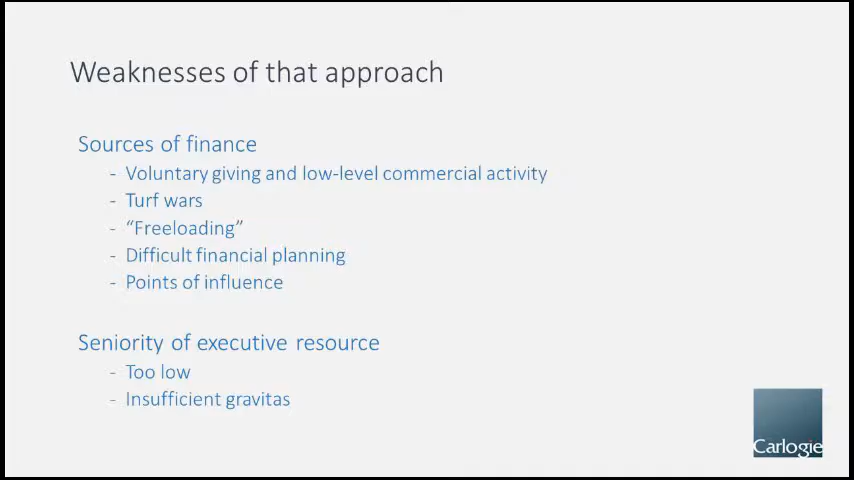 Weaknesses of that approach
Sources of finance
- Voluntary giving and low-level commercial activity
- Turf wars
- “Freeloading”
- Difficult financial planning
- Points of influence
Seniority of executive resource
- Too low
- Insufficient gravitas
Carlogie